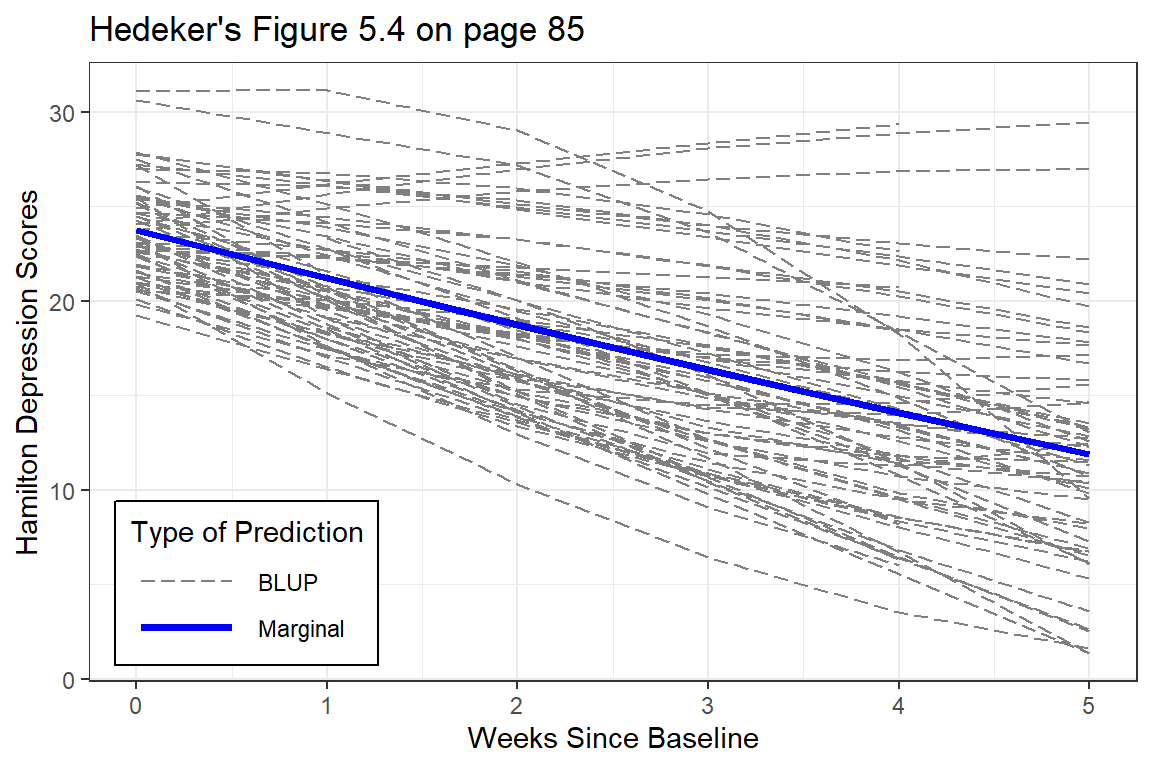 Hedeker's Figure 5.4 on page 85
Hamilton Depression Scores
30
20
10
0
Type of Prediction
BLUP
Marginal
0 1 2 3 4 5
Weeks Since Baseline